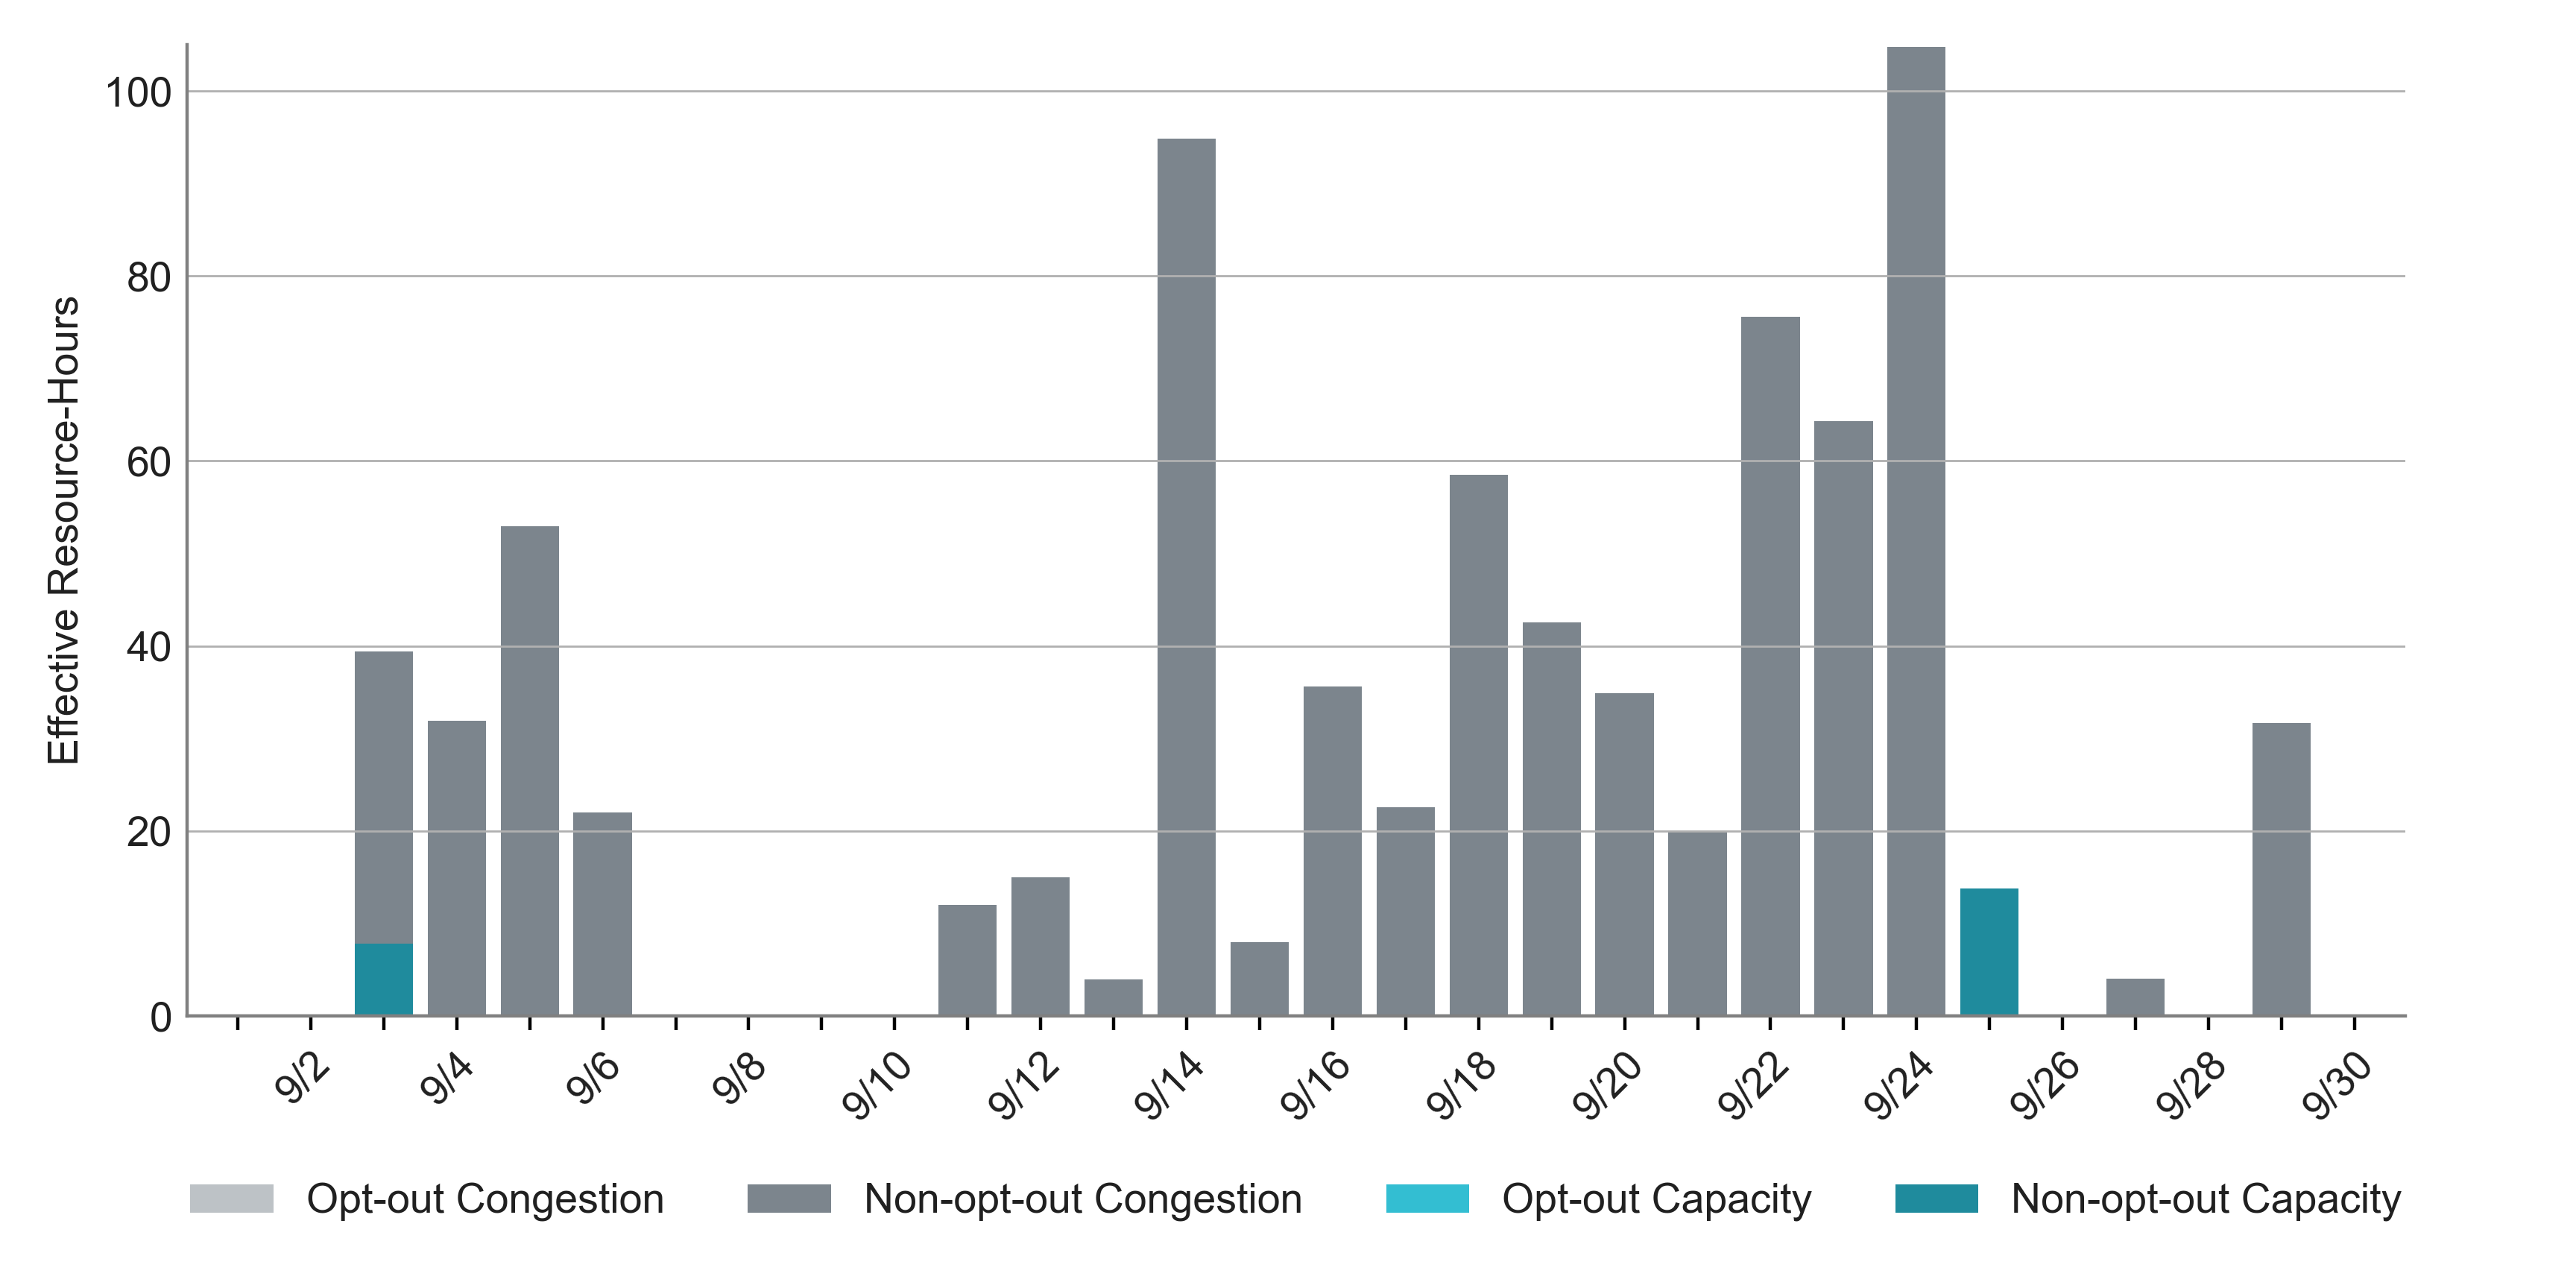 Effective Resource-Hours
100
80
60
40
20
0
9/2 9/4 9/6 9/8 9/10 9/12 9/14 9/16 9/18 9/20 9/22 9/24 9/26 9/28 9/30
Opt-out Congestion Non-opt-out Congestion Opt-out Capacity Non-opt-out Capacity